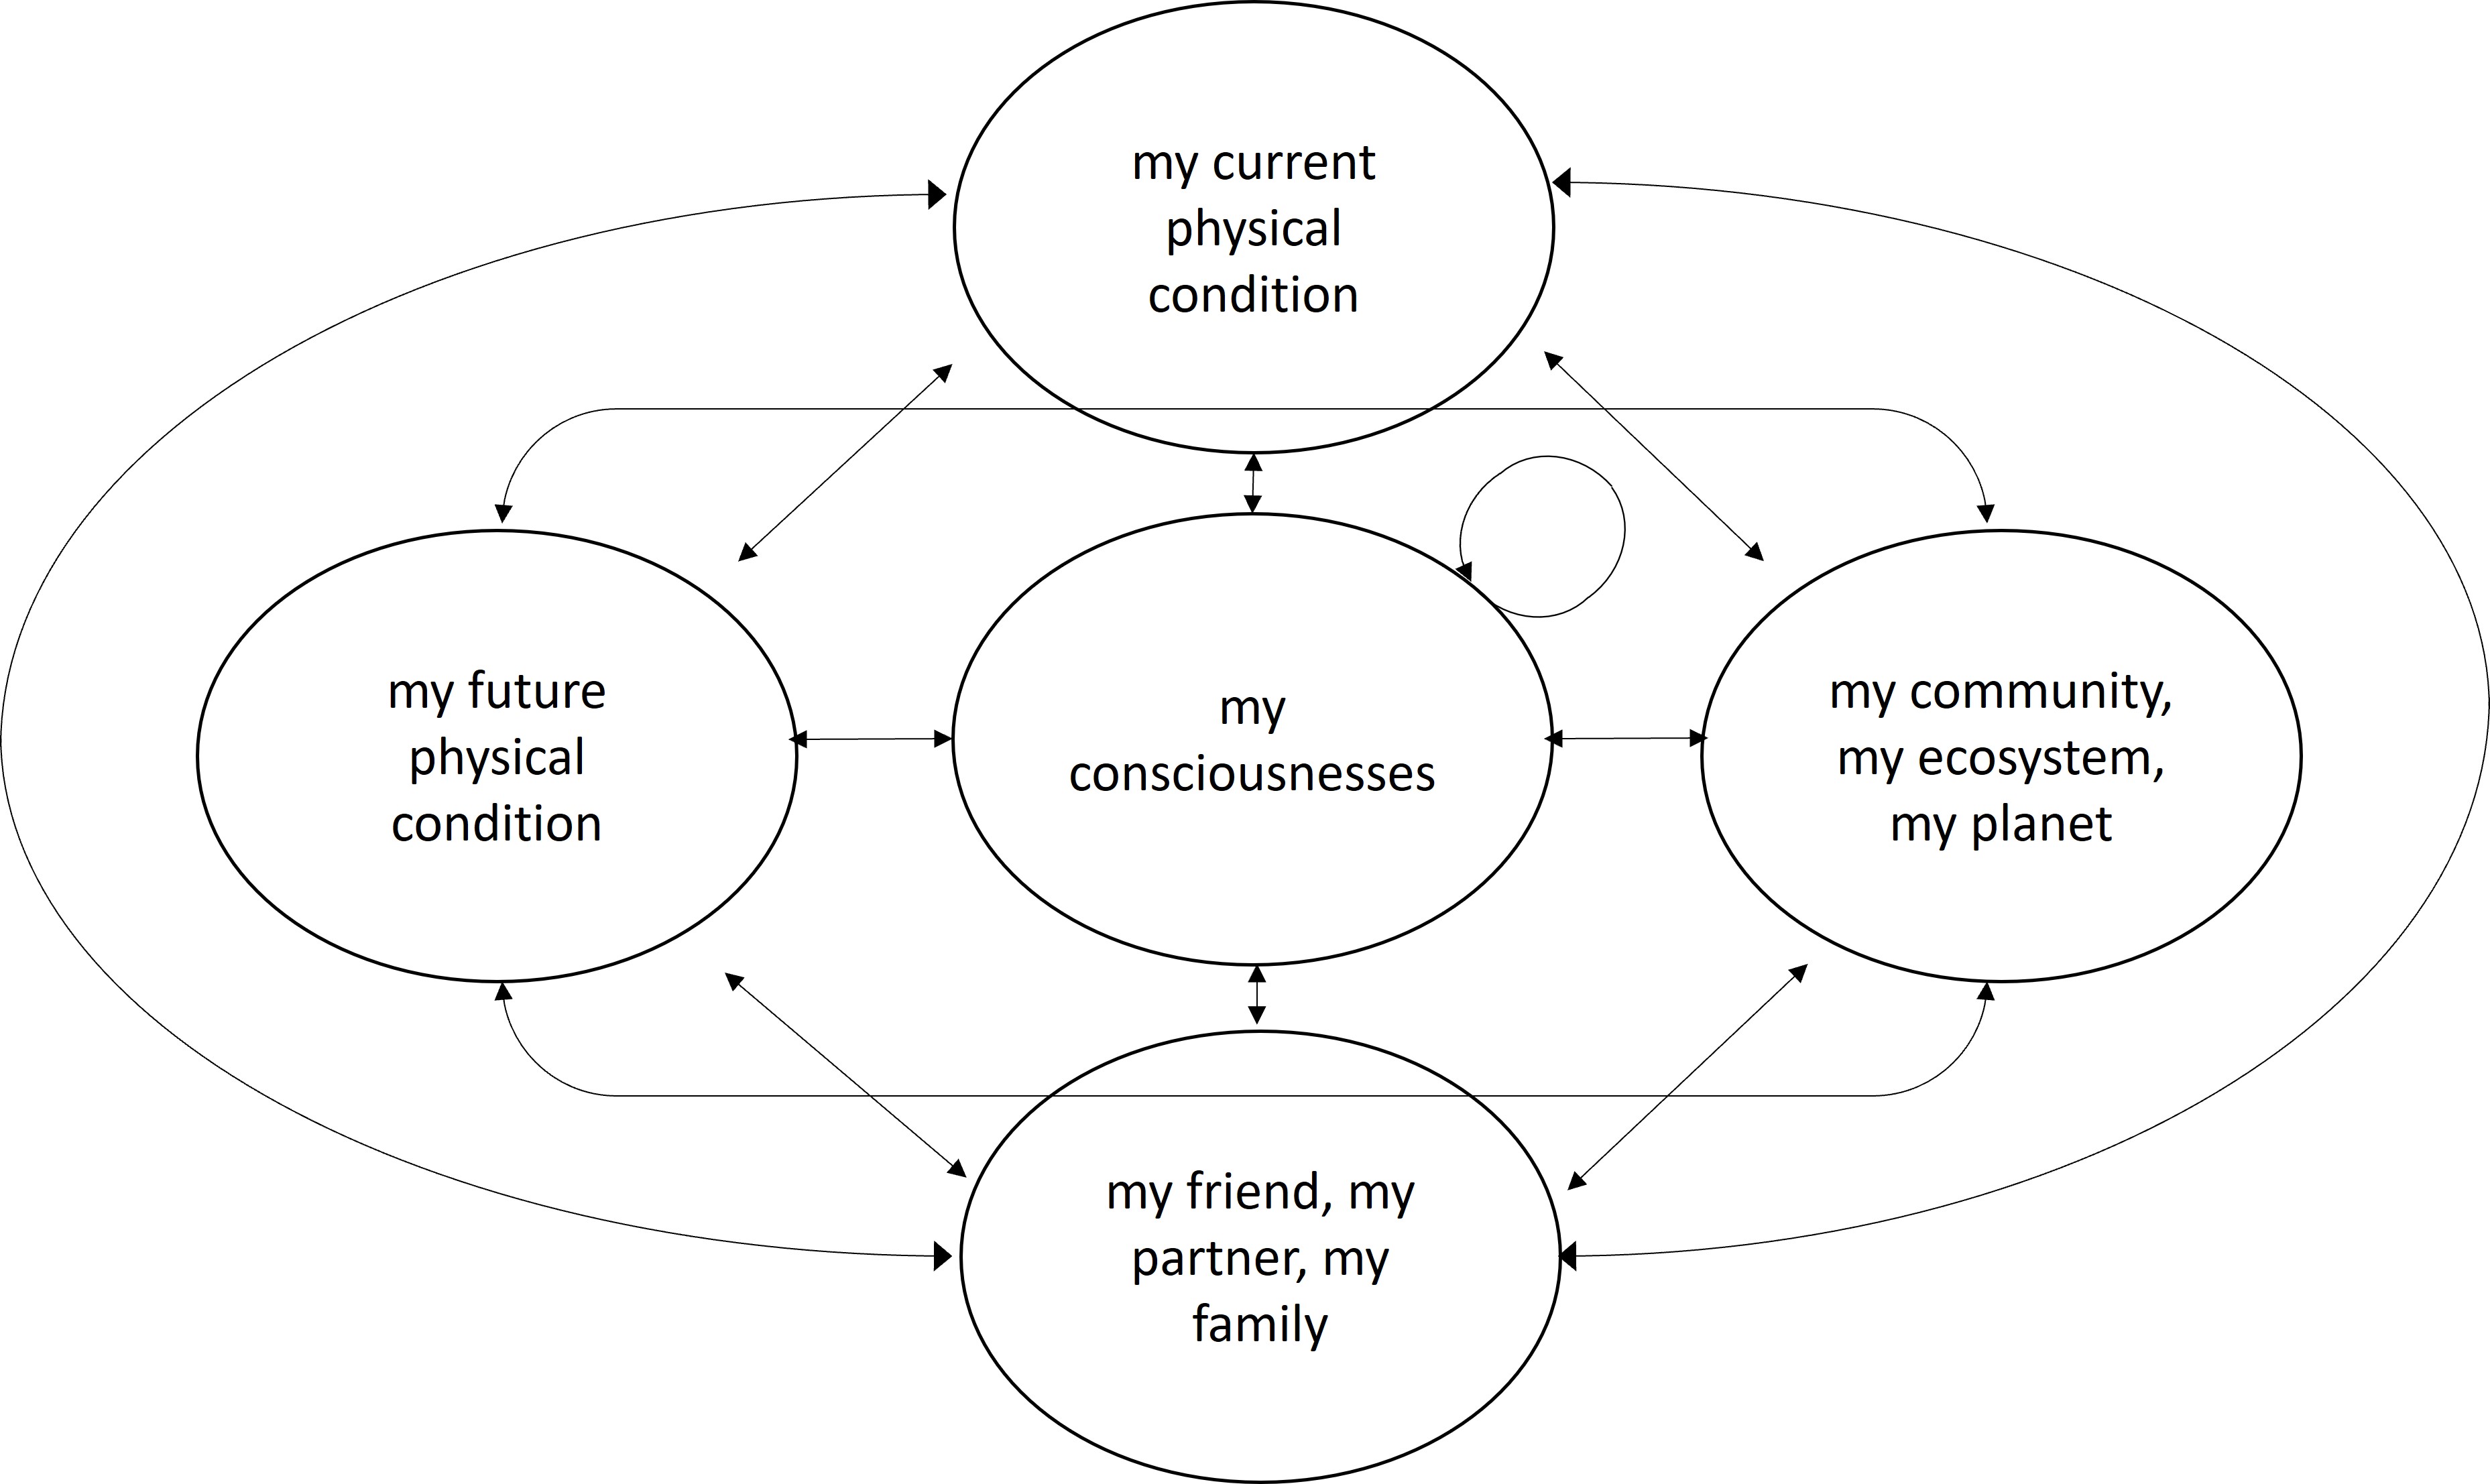 my current
physical
condition
my future
physical
condition
my
consciousnesses
my community,
my ecosystem,
my planet
my friend, my
partner, my
family